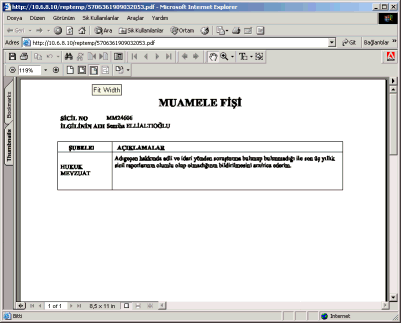 http://10.6.8.10/reptemp/5706361909032053.pdf - Microsoft Internet Explorer
Dosya Düzen Görünüm Sık Kullanılanlar Araçlar Yardım
Geri Ara Sık Kullanılanlar Ortam
Adres http://10.6.8.10/reptemp/5706361909032053.pdf Git Bağlantılar
119%
Bookmarks
Thumbnails
Fit Width
MUAMELE FİŞİ
SİCİL NO MM24606
İLGİLİNİN ADI Semiha
ŞUBELER AÇIKLAMALAR
HUKUK
MEVZUAT
Adıgeçen hakkında adli ve idari yönden soruşturma bulunup bulunmadığı ile son üç yıllık
sicil raporlarının olumlu olup olmadığının bildirilmesini arz/rica ederim.
1 of 1 8,5 x 11 in
Bitti Internet